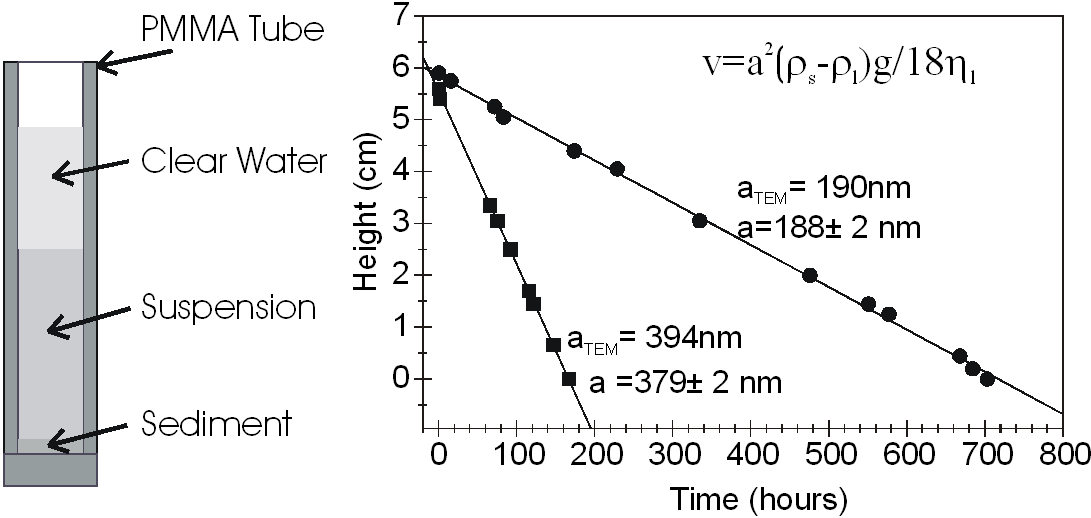 PMMA Tube
Clear Water
Suspension
Sediment
7
6
5
4
3
2
1
0
Height (cm)
v=a²(ρₛ-ρₗ)g/18ηₗ
a_TEM= 190nm
a=188± 2 nm
a_TEM= 394nm
a =379± 2 nm
0 100 200 300 400 500 600 700 800
Time (hours)